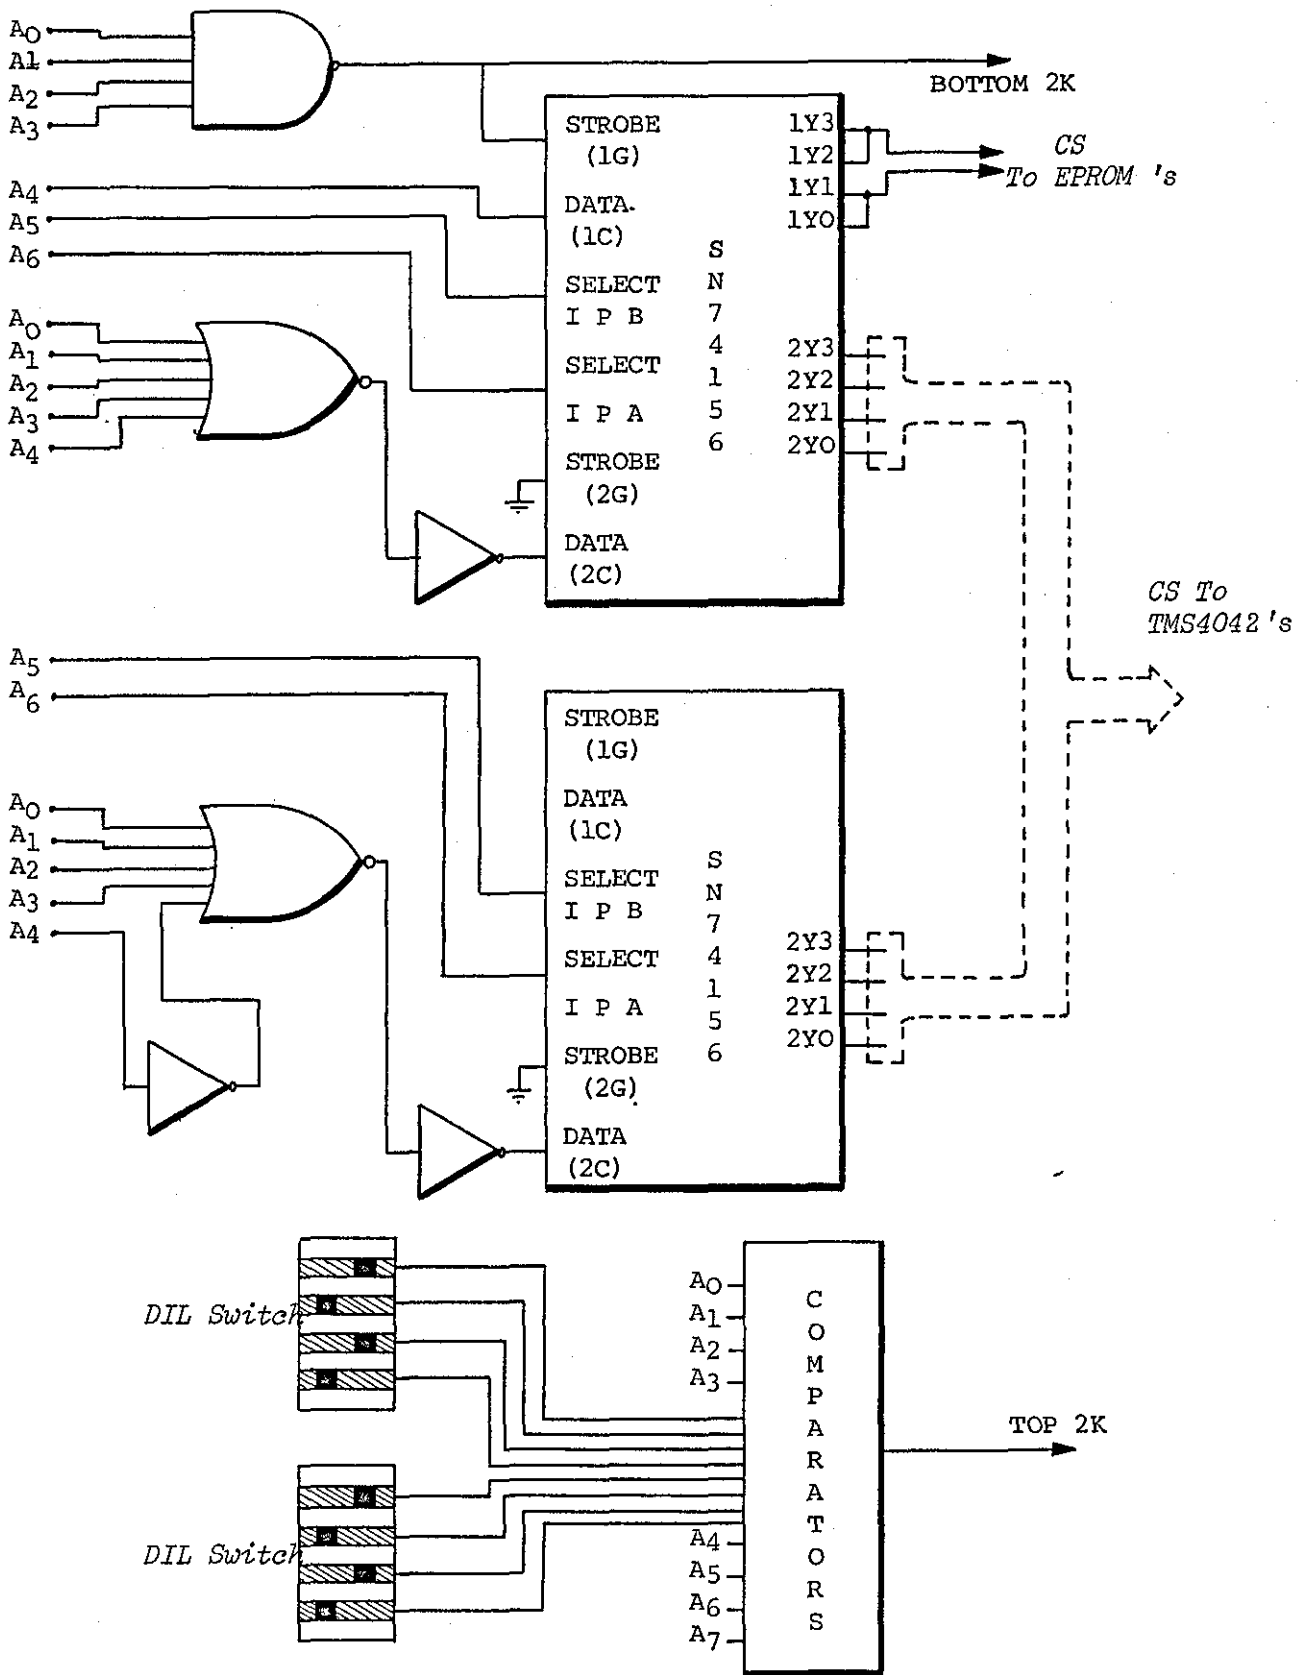 A0
A1
A2
A3
BOTTOM 2K
STROBE
(1G)
1Y3
1Y2
1Y1
1Y0
CS
To EPROM 's
A4
A5
A6
DATA.
(1C)
SELECT
I P B
SELECT
I P A
STROBE
(2G)
DATA
(2C)
S
N
7
4
1
5
6
2Y3
2Y2
2Y1
2Y0
A0
A1
A2
A3
A4
CS To
TMS4042's
A5
A6
STROBE
(1G)
DATA
(1C)
SELECT
I P B
SELECT
I P A
STROBE
(2G)
DATA
(2C)
S
N
7
4
1
5
6
2Y3
2Y2
2Y1
2Y0
A0
A1
A2
A3
A4
DIL Switch
DIL Switch
A0
A1
A2
A3
A4
A5
A6
A7
C
O
M
P
A
R
A
T
O
R
S
TOP 2K